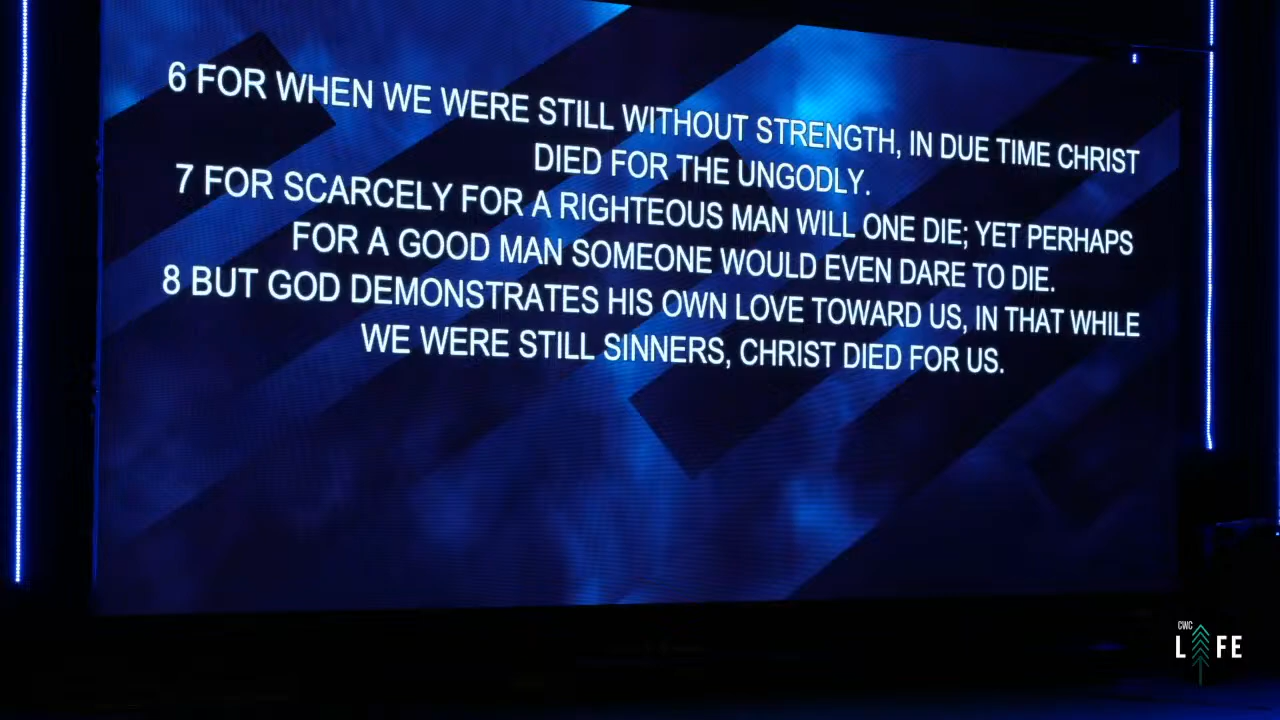 6 FOR WHEN WE WERE STILL WITHOUT STRENGTH, IN DUE TIME CHRIST
DIED FOR THE UNGODLY.
7 FOR SCARCELY FOR A RIGHTEOUS MAN WILL ONE DIE; YET PERHAPS
FOR A GOOD MAN SOMEONE WOULD EVEN DARE TO DIE.
8 BUT GOD DEMONSTRATES HIS OWN LOVE TOWARD US, IN THAT WHILE
WE WERE STILL SINNERS, CHRIST DIED FOR US.
CWC
LIFE